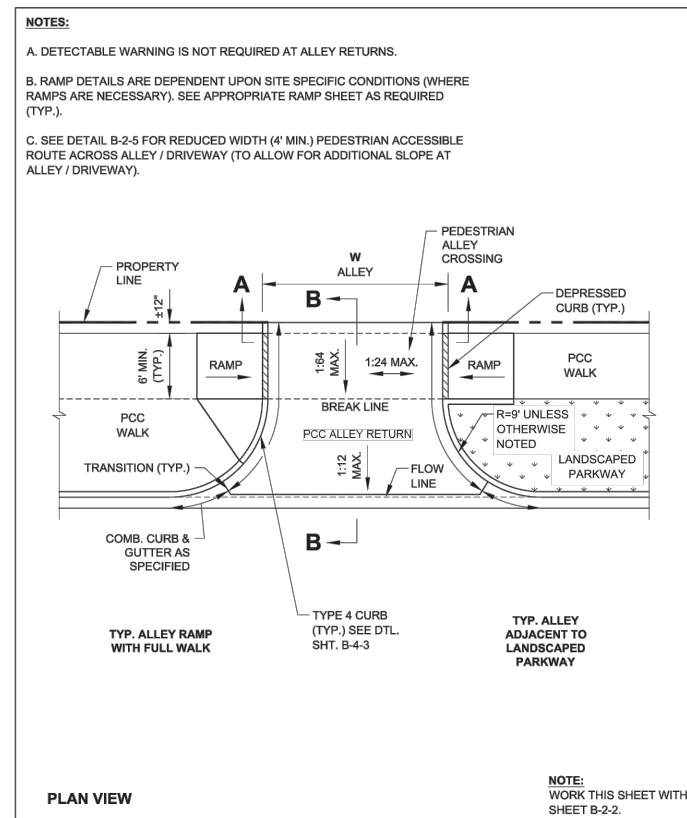 NOTES:
A. DETECTABLE WARNING IS NOT REQUIRED AT ALLEY RETURNS.
B. RAMP DETAILS ARE DEPENDENT UPON SITE SPECIFIC CONDITIONS (WHERE
RAMPS ARE NECESSARY). SEE APPROPRIATE RAMP SHEET AS REQUIRED
(TYP.).
C. SEE DETAIL B-2-5 FOR REDUCED WIDTH (4' MIN.) PEDESTRIAN ACCESSIBLE
ROUTE ACROSS ALLEY / DRIVEWAY (TO ALLOW FOR ADDITIONAL SLOPE AT
ALLEY / DRIVEWAY).
PEDESTRIAN
ALLEY
CROSSING
W
ALLEY
PROPERTY
LINE
±12"
A
B
A
DEPRESSED
CURB (TYP.)
6' MIN.
(TYP.)
RAMP
1:64
MAX.
1:24 MAX.
RAMP
PCC
WALK
BREAK LINE
PCC
WALK
PCC ALLEY RETURN
R=9' UNLESS
OTHERWISE
NOTED
LANDSCAPED
PARKWAY
TRANSITION (TYP.)
1:12
MAX.
FLOW
LINE
COMB. CURB &
GUTTER AS
SPECIFIED
B
TYPE 4 CURB
(TYP.) SEE DTL.
SHT. B-4-3
TYP. ALLEY RAMP
WITH FULL WALK
TYP. ALLEY
ADJACENT TO
LANDSCAPED
PARKWAY
PLAN VIEW
NOTE:
WORK THIS SHEET WITH
SHEET B-2-2.